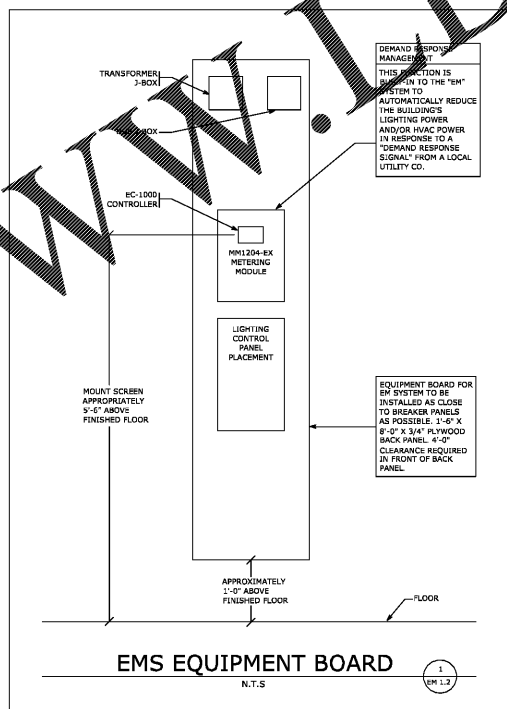 WWW.LE
DEMAND RESPONSE
MANAGEMENT
THIS FUNCTION IS
BUILT-IN TO THE "EM"
SYSTEM TO
AUTOMATICALLY REDUCE
THE BUILDING'S
LIGHTING POWER
AND/OR HVAC POWER
IN RESPONSE TO A
"DEMAND RESPONSE
SIGNAL" FROM A LOCAL
UTILITY CO.
TRANSFORMER
J-BOX
J-BOX
EC-1000
CONTROLLER
MM1204-EX
METERING
MODULE
LIGHTING
CONTROL
PANEL
PLACEMENT
MOUNT SCREEN
APPROPRIATELY
5'-6" ABOVE
FINISHED FLOOR
EQUIPMENT BOARD FOR
EM SYSTEM TO BE
INSTALLED AS CLOSE
TO BREAKER PANELS
AS POSSIBLE. 1'-6" X
8'-0" X 3/4" PLYWOOD
BACK PANEL. 4'-0"
CLEARANCE REQUIRED
IN FRONT OF BACK
PANEL.
APPROXIMATELY
1'-0" ABOVE
FINISHED FLOOR
FLOOR
EMS EQUIPMENT BOARD
N.T.S
1
EM 1.2